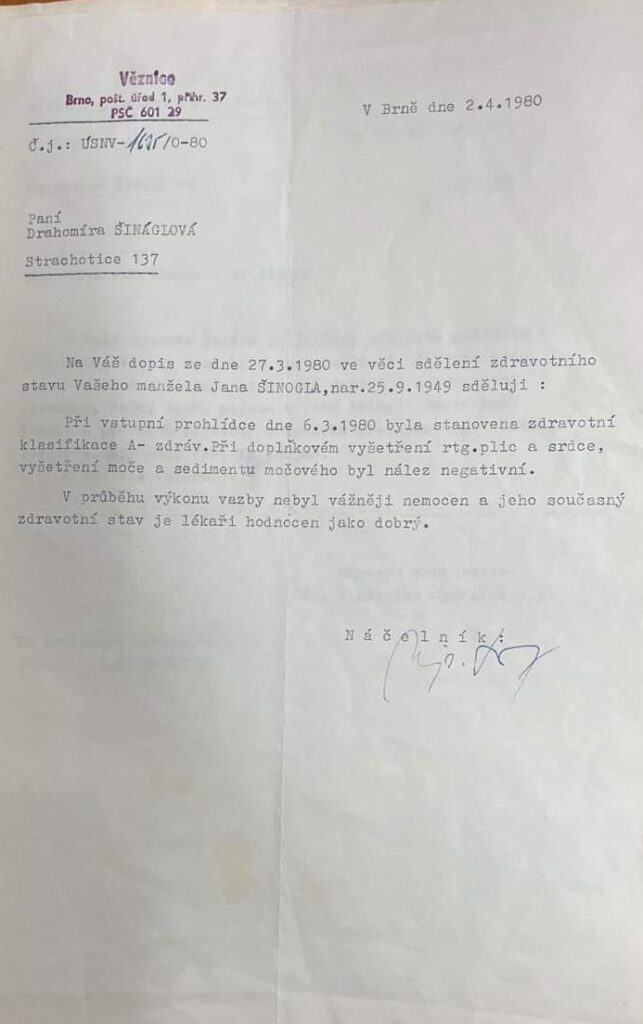 Věznice
Brno, pošt. úřad 1, přihr. 37
PSČ 601 29
V Brně dne 2.4.1980
Č.j.: ÚSNV-1695/0-80
Paní
Drahomíra ŠINÁGLOVÁ
Strachotice 137
Na Váš dopis ze dne 27.3.1980 ve věci sdělení zdravotního
stavu Vašeho manžela Jana ŠINOGLA,nar.25.9.1949 sděluji :
Při vstupní prohlídce dne 6.3.1980 byla stanovena zdravotní
klasifikace A- zdráv.Při doplňkovém vyšetření rtg.plic a srdce,
vyšetření moče a sedimentu močového byl nález negativní.
V průběhu výkonu vazby nebyl vážněji nemocen a jeho současný
zdravotní stav je lékaři hodnocen jako dobrý.
Náčelník: